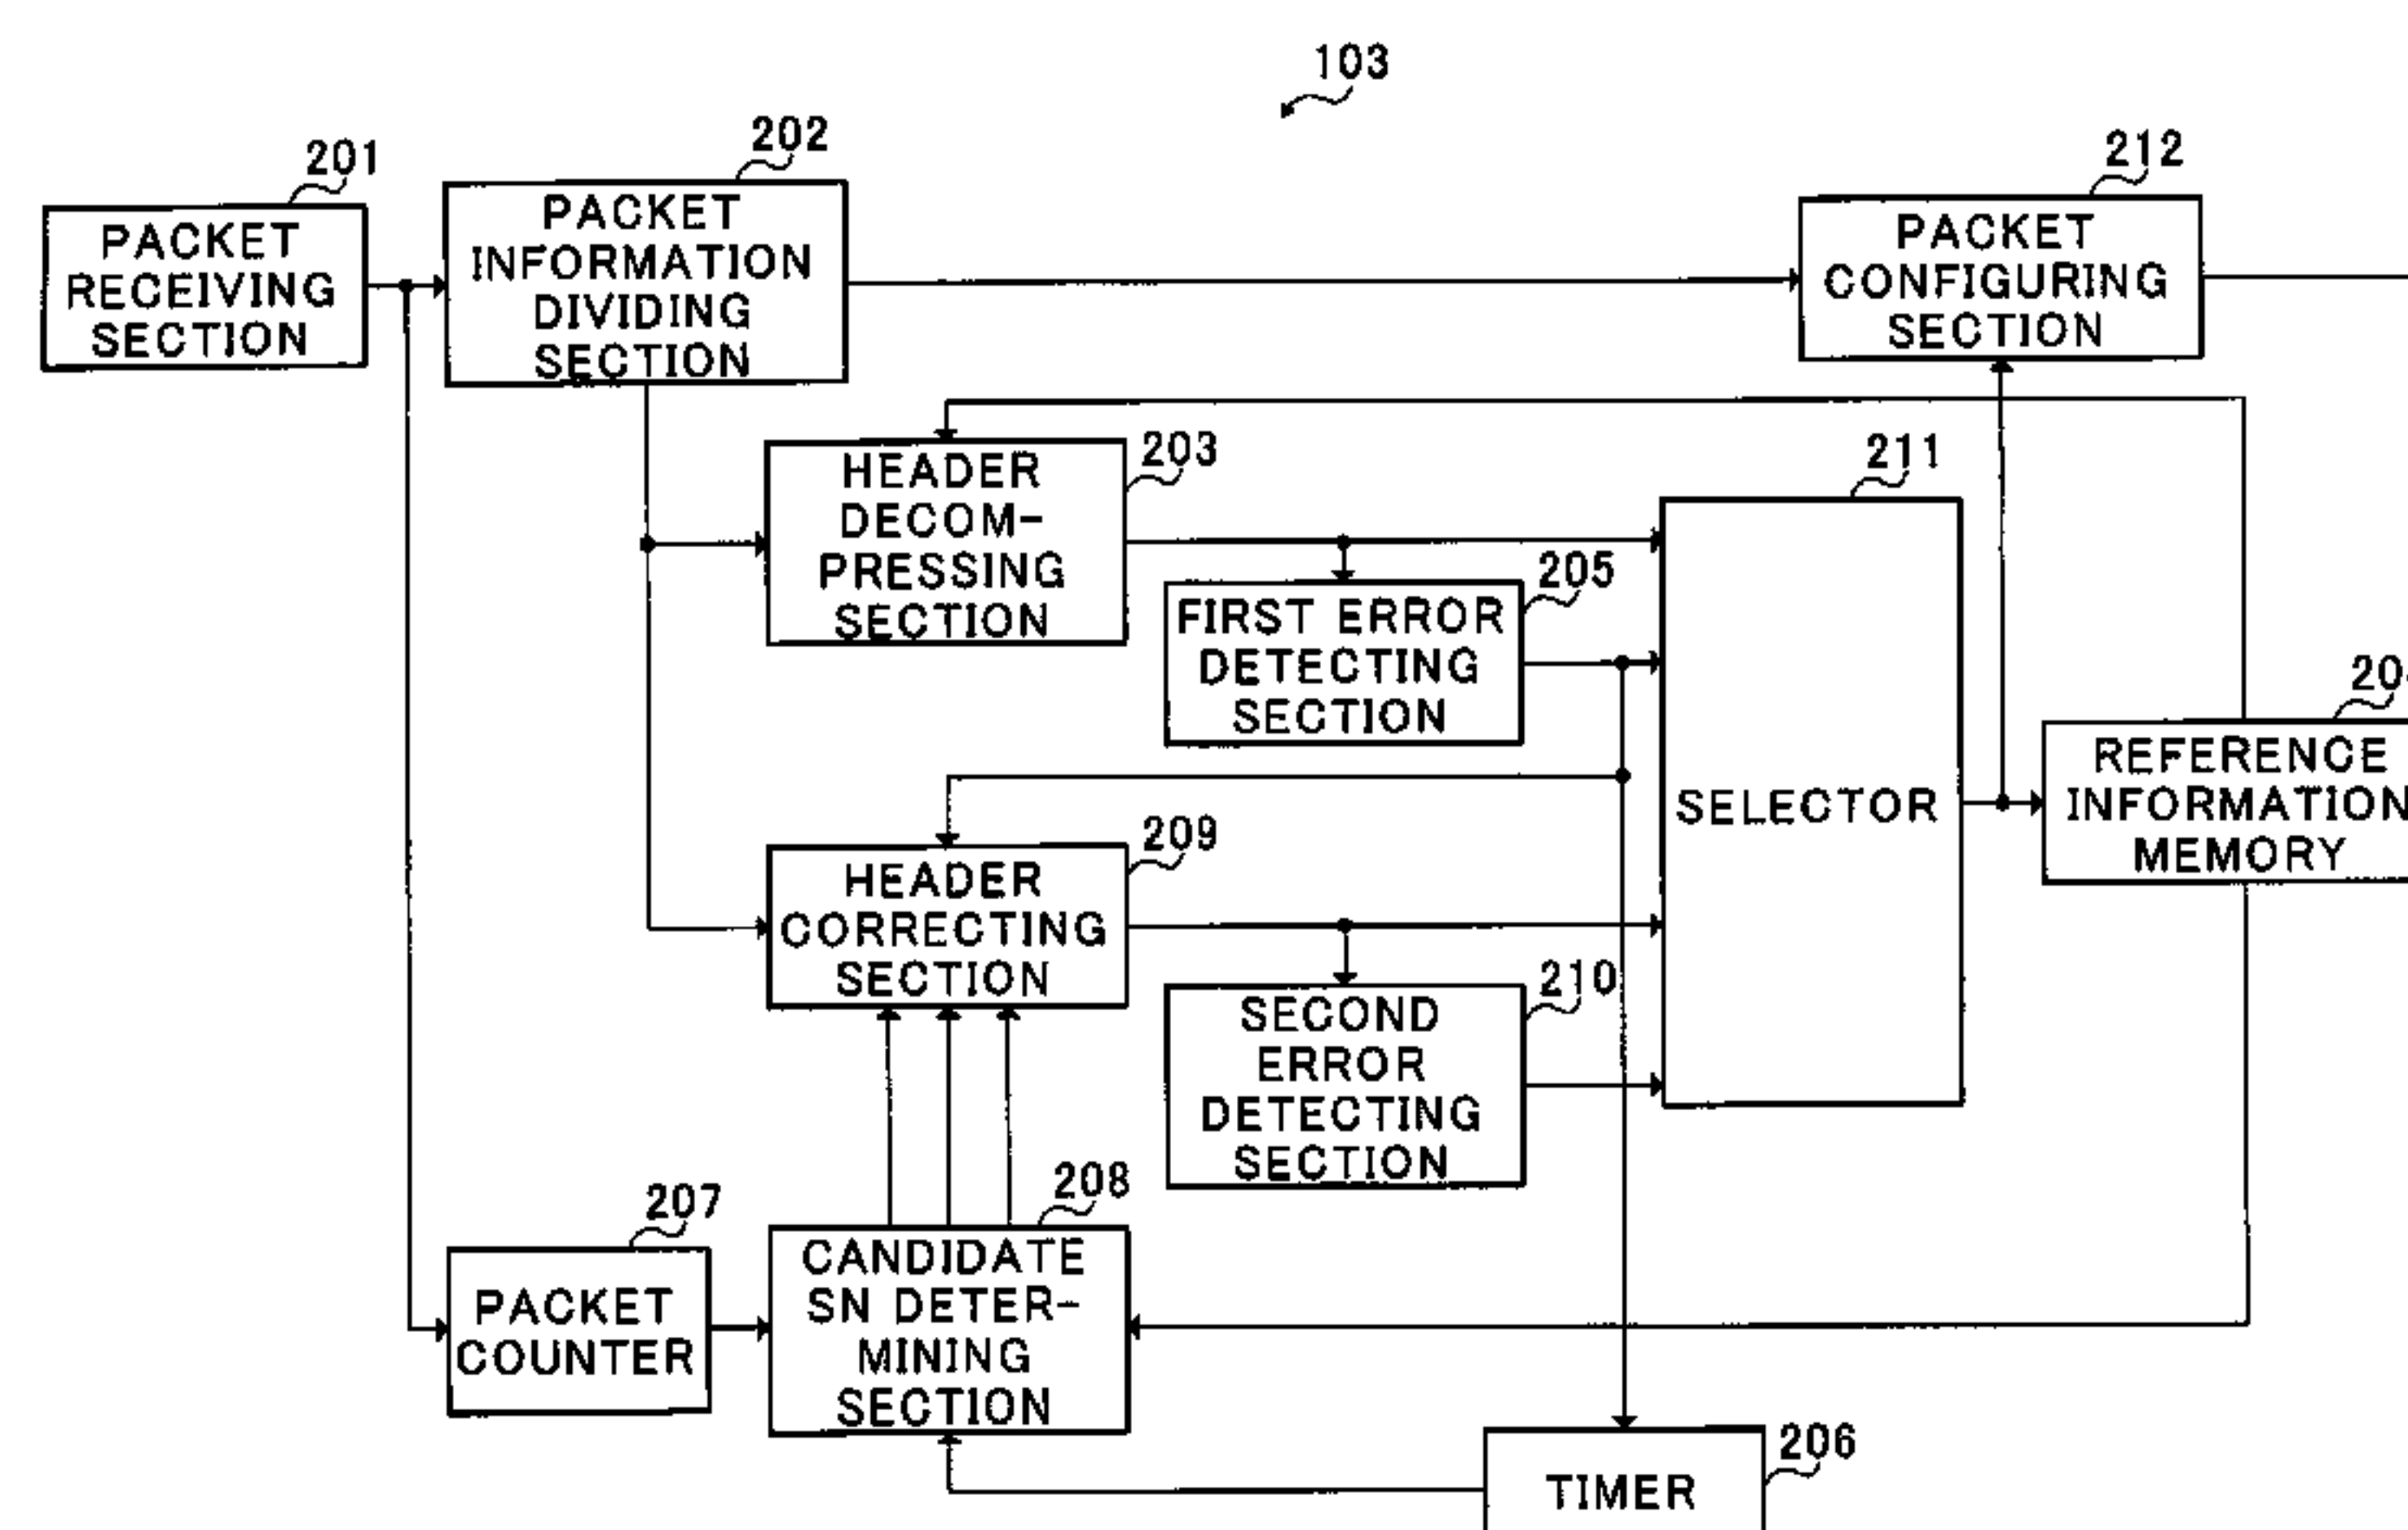 103
201
PACKET
RECEIVING
SECTION
202
PACKET
INFORMATION
DIVIDING
SECTION
212
PACKET
CONFIGURING
SECTION
203
HEADER
DECOM-
PRESSING
SECTION
205
FIRST ERROR
DETECTING
SECTION
211
SELECTOR
REFERENCE
INFORMATION
MEMORY
209
HEADER
CORRECTING
SECTION
210
SECOND
ERROR
DETECTING
SECTION
207
PACKET
COUNTER
208
CANDIDATE
SN DETER-
MINING
SECTION
206
TIMER